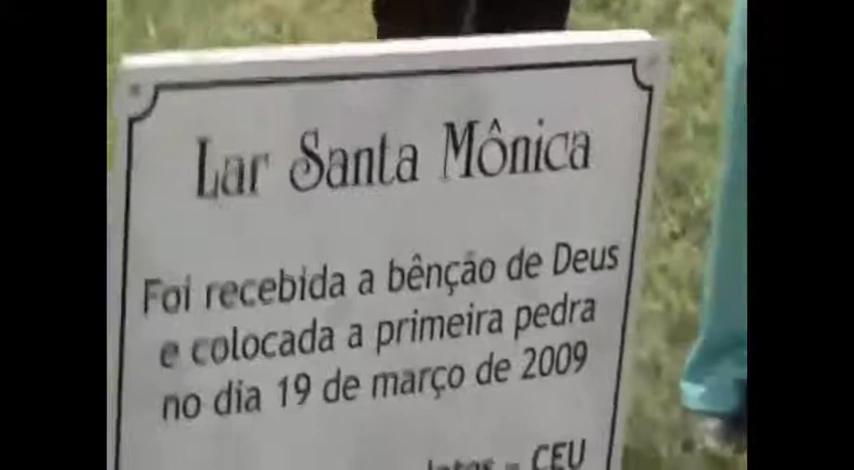 Lar Santa Mônica
Foi recebida a bênção de Deus
e colocada a primeira pedra
no dia 19 de março de 2009
- CEU